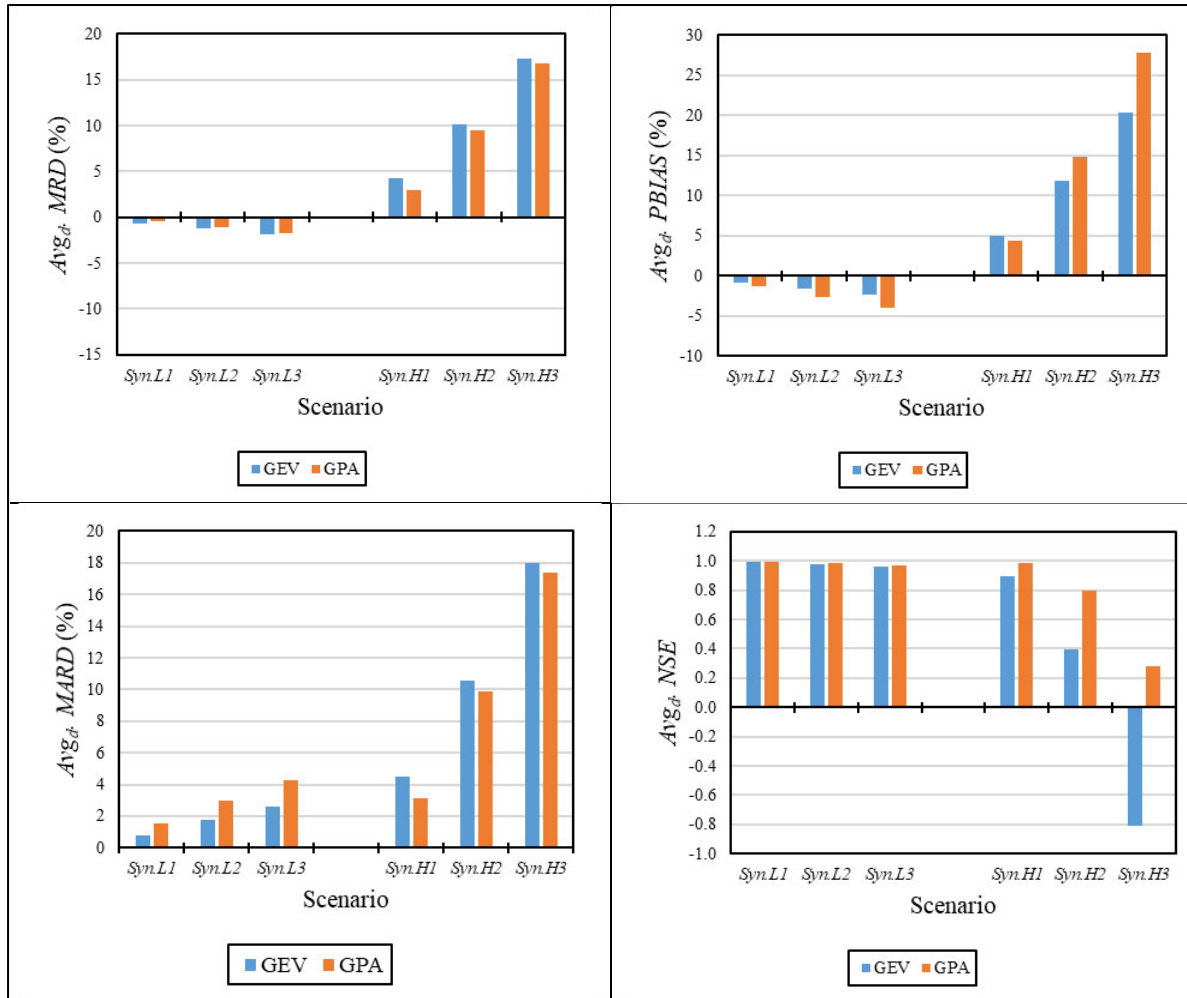 Avg_d. MRD (%)
20
15
10
5
0
-5
-10
-15
Syn.L1 Syn.L2 Syn.L3 Syn.H1 Syn.H2 Syn.H3
Scenario
GEV GPA
Avg_d. PBIAS (%)
30
25
20
15
10
5
0
-5
-10
Syn.L1 Syn.L2 Syn.L3 Syn.H1 Syn.H2 Syn.H3
Scenario
GEV GPA
Avg_d. MARD (%)
20
18
16
14
12
10
8
6
4
2
0
Syn.L1 Syn.L2 Syn.L3 Syn.H1 Syn.H2 Syn.H3
Scenario
GEV GPA
Avg_d. NSE
1.2
1.0
0.8
0.6
0.4
0.2
0.0
-0.2
-0.4
-0.6
-0.8
-1.0
Syn.L1 Syn.L2 Syn.L3 Syn.H1 Syn.H2 Syn.H3
Scenario
GEV GPA